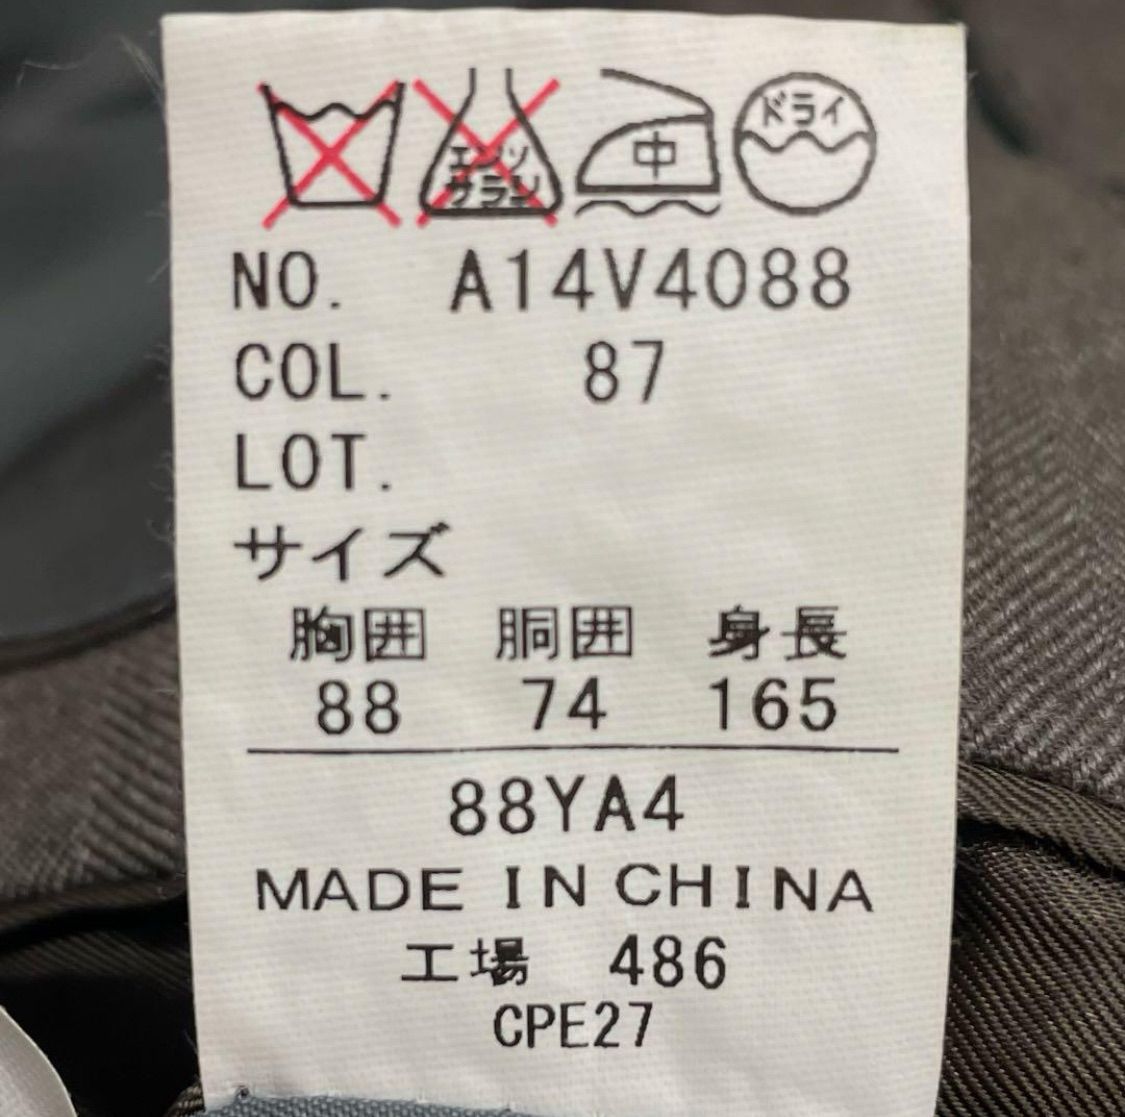 エンソ
サラシ
中
ドライ
NO. A14V4088
COL. 87
LOT.
サイズ
胸囲 胴囲 身長
88 74 165
88YA4
MADE IN CHINA
工場 486
CPE27